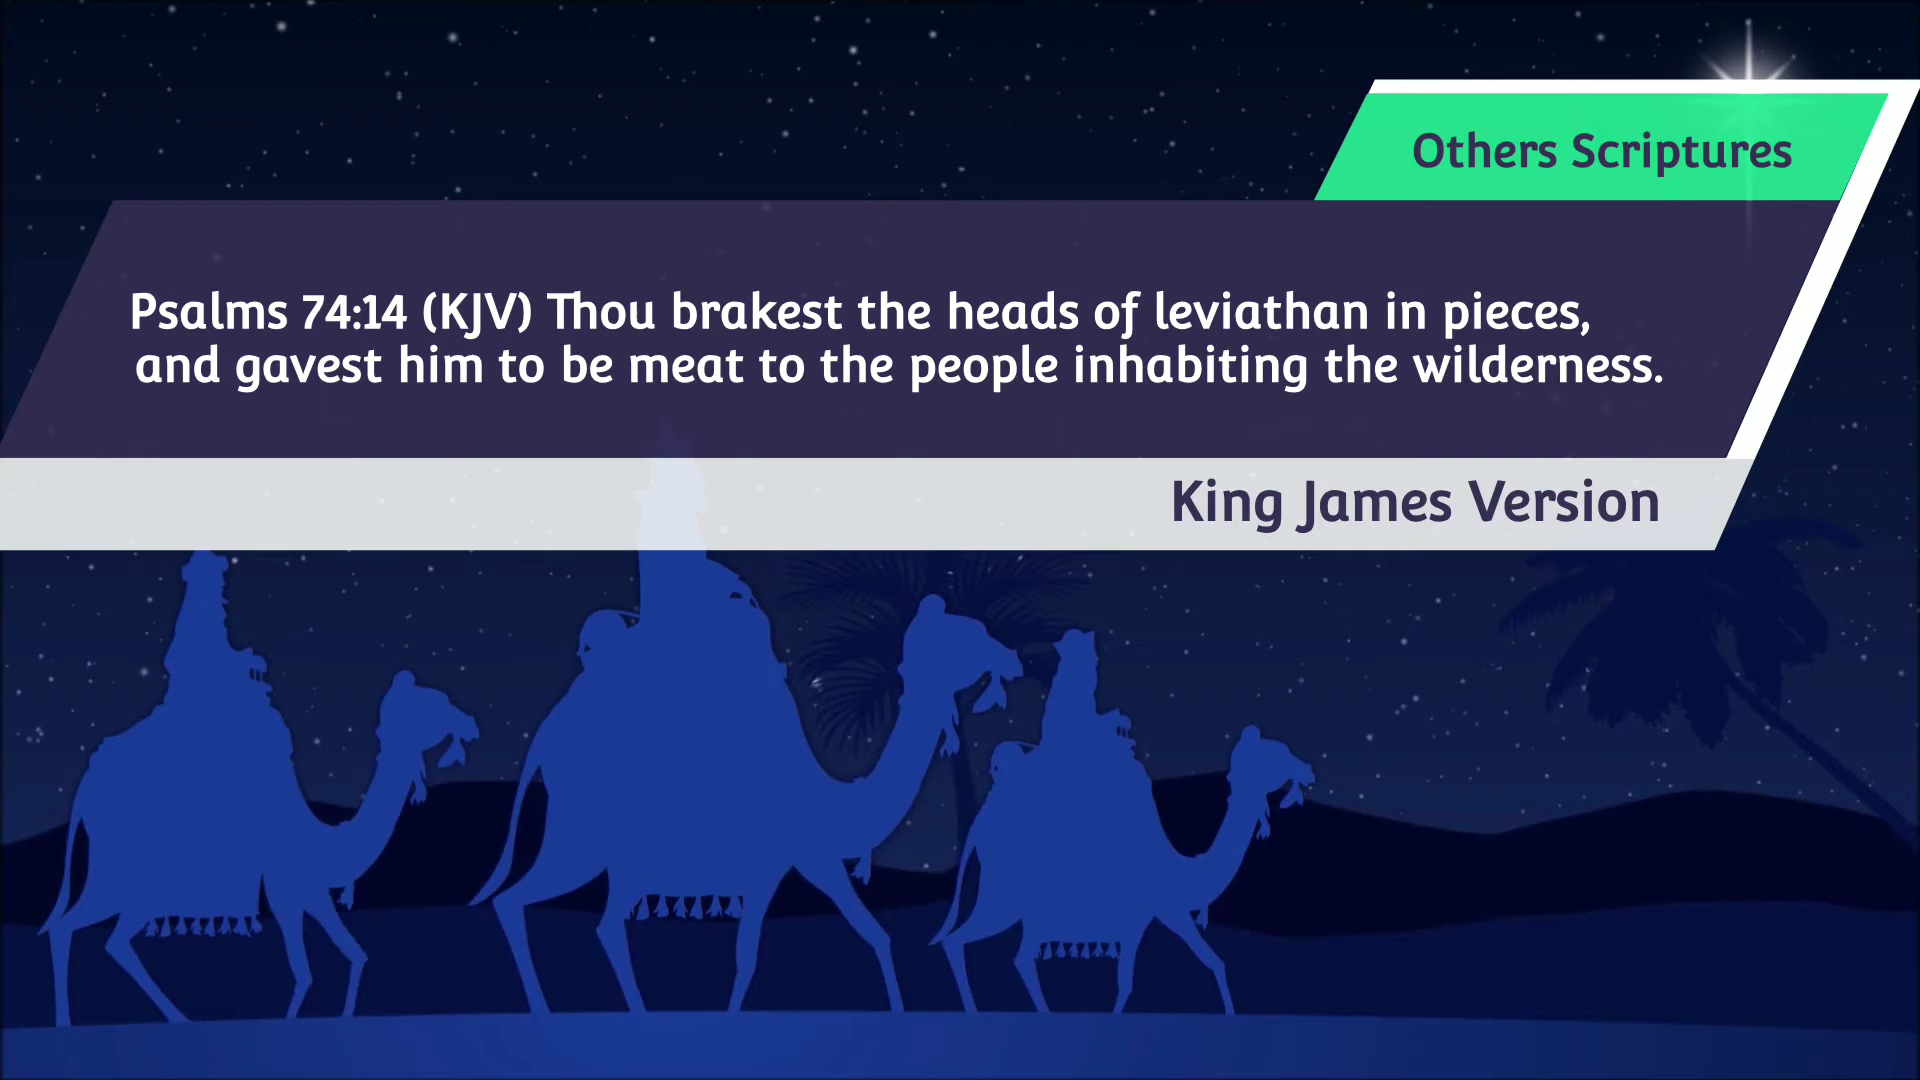 Others Scriptures
Psalms 74:14 (KJV) Thou brakest the heads of leviathan in pieces,
and gavest him to be meat to the people inhabiting the wilderness.
King James Version